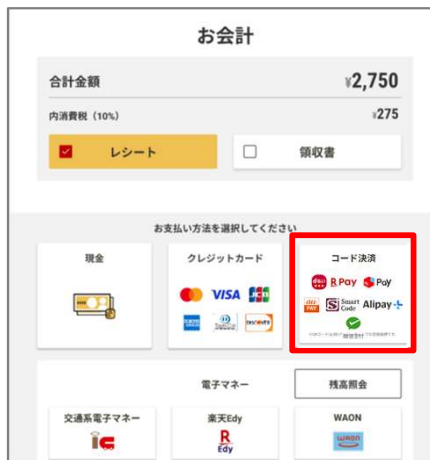 お会計
合計金額 ¥2,750
内消費税（10%） ¥275
レシート 領収書
お支払い方法を選択してください
現金 クレジットカード コード決済
VISA JCB
R Pay Pay
au PAY S Smart Code Alipay+
DISCOVER
電子マネー 残高照会
交通系電子マネー 楽天Edy WAON
R Edy WAON